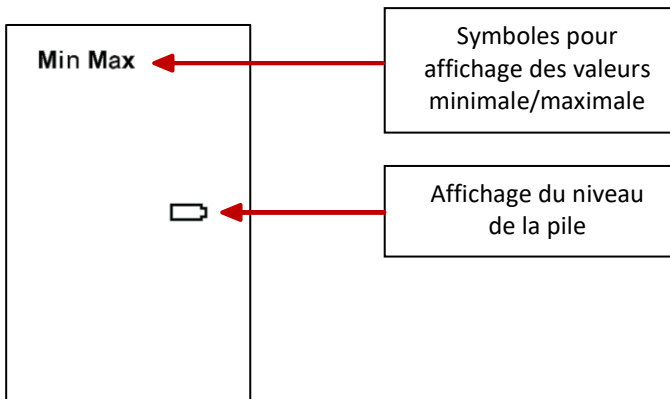 Min Max
Symboles pour
affichage des valeurs
minimale/maximale
Affichage du niveau
de la pile